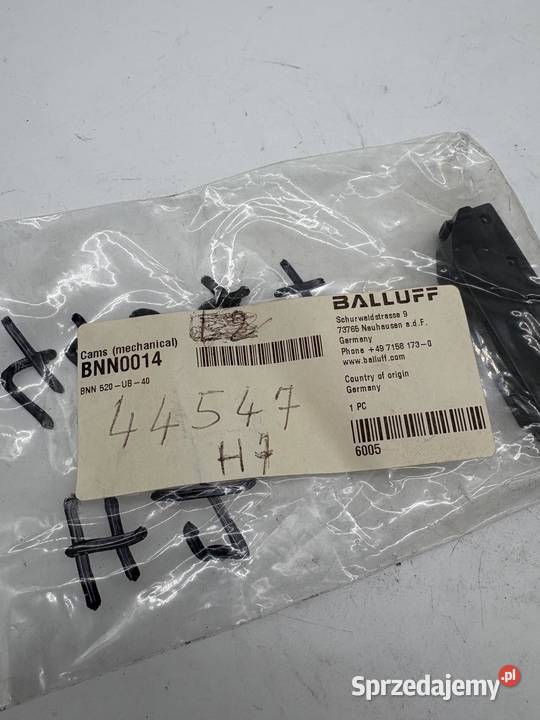 Cams (mechanical)
BNN0014
BNN 520-UB-40
44547
H7
BALLUFF
Schurwaldstrasse 9
73765 Neuhausen a.d.F.
Germany
Phone +49 7158 173-0
www.balluff.com
Country of origin
Germany
1 PC
6005
Sprzedajemy.pl